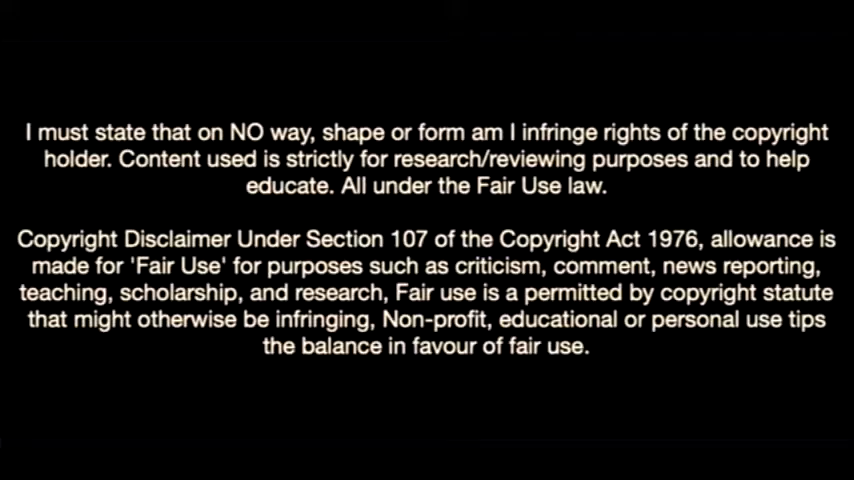 I must state that on NO way, shape or form am I infringe rights of the copyright
holder. Content used is strictly for research/reviewing purposes and to help
educate. All under the Fair Use law.
Copyright Disclaimer Under Section 107 of the Copyright Act 1976, allowance is
made for 'Fair Use' for purposes such as criticism, comment, news reporting,
teaching, scholarship, and research, Fair use is a permitted by copyright statute
that might otherwise be infringing, Non-profit, educational or personal use tips
the balance in favour of fair use.